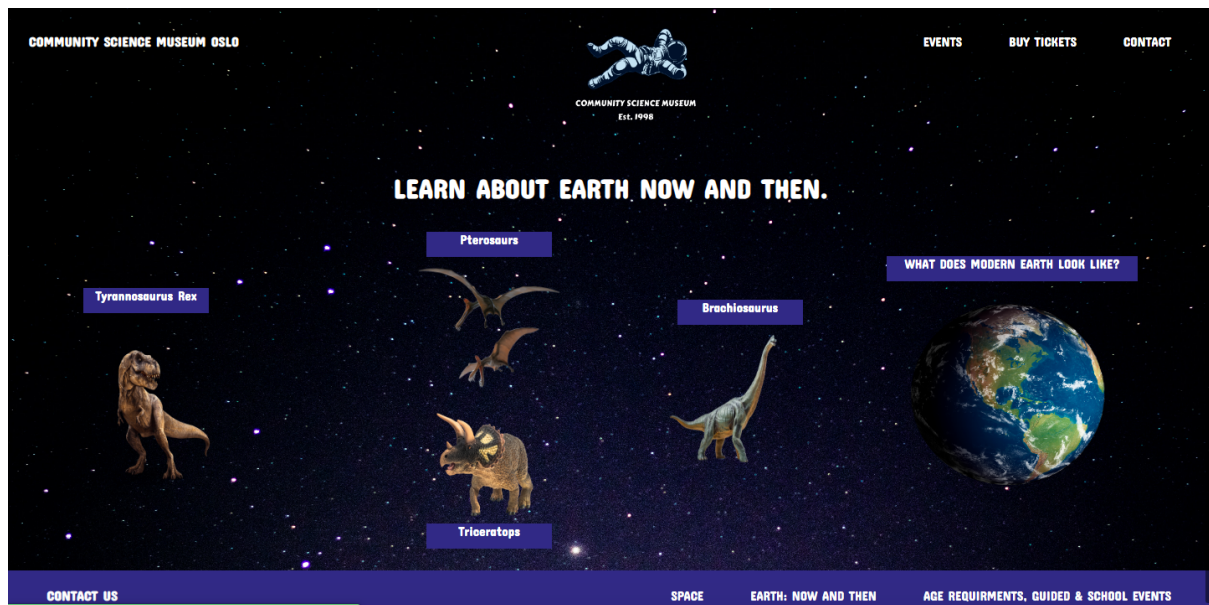 COMMUNITY SCIENCE MUSEUM OSLO
EVENTS
BUY TICKETS
CONTACT
COMMUNITY SCIENCE MUSEUM
Est. 1998
LEARN ABOUT EARTH NOW AND THEN.
Pterosaurs
WHAT DOES MODERN EARTH LOOK LIKE?
Tyrannosaurus Rex
Brachiosaurus
Triceratops
CONTACT US
SPACE
EARTH: NOW AND THEN
AGE REQUIRMENTS, GUIDED & SCHOOL EVENTS